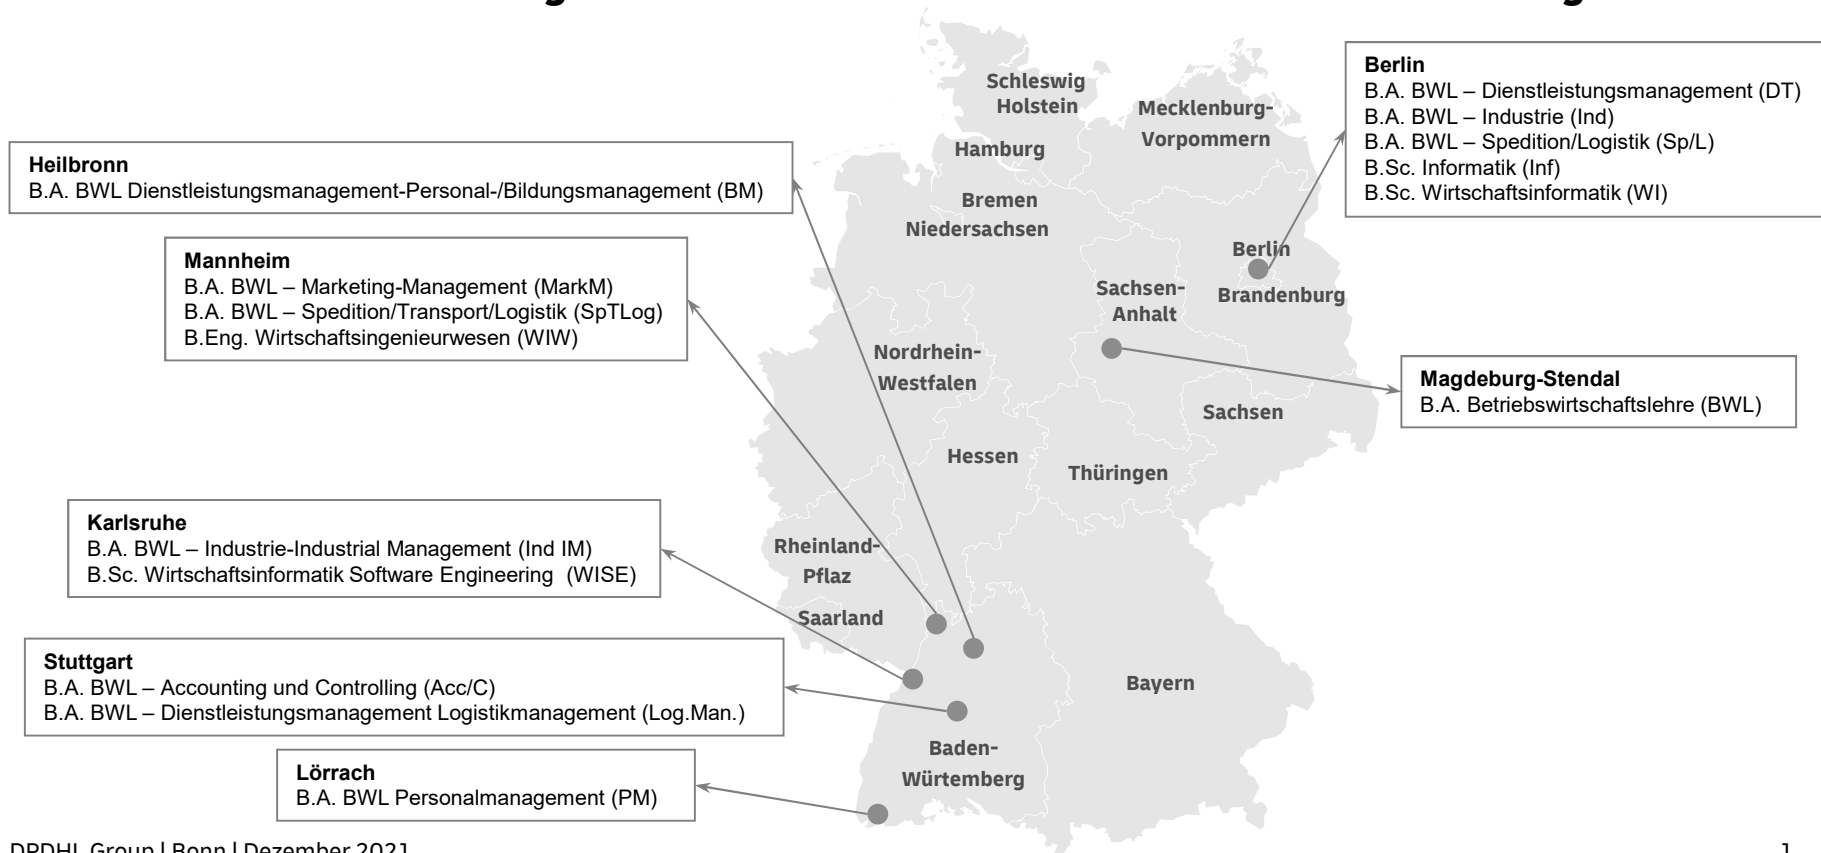 Heilbronn
B.A. BWL Dienstleistungsmanagement-Personal-/Bildungsmanagement (BM)
Mannheim
B.A. BWL – Marketing-Management (MarkM)
B.A. BWL – Spedition/Transport/Logistik (SpTLog)
B.Eng. Wirtschaftsingenieurwesen (WIW)
Karlsruhe
B.A. BWL – Industrie-Industrial Management (Ind IM)
B.Sc. Wirtschaftsinformatik Software Engineering (WISE)
Stuttgart
B.A. BWL – Accounting und Controlling (Acc/C)
B.A. BWL – Dienstleistungsmanagement Logistikmanagement (Log.Man.)
Lörrach
B.A. BWL Personalmanagement (PM)
Schleswig
Holstein
Mecklenburg-
Vorpommern
Hamburg
Bremen
Niedersachsen
Berlin
Brandenburg
Sachsen-
Anhalt
Nordrhein-
Westfalen
Sachsen
Hessen
Thüringen
Rheinland-
Pflaz
Saarland
Bayern
Baden-
Würtemberg
Berlin
B.A. BWL – Dienstleistungsmanagement (DT)
B.A. BWL – Industrie (Ind)
B.A. BWL – Spedition/Logistik (Sp/L)
B.Sc. Informatik (Inf)
B.Sc. Wirtschaftsinformatik (WI)
Magdeburg-Stendal
B.A. Betriebswirtschaftslehre (BWL)
DPDHL Group | Bonn | Dezember 2021
1